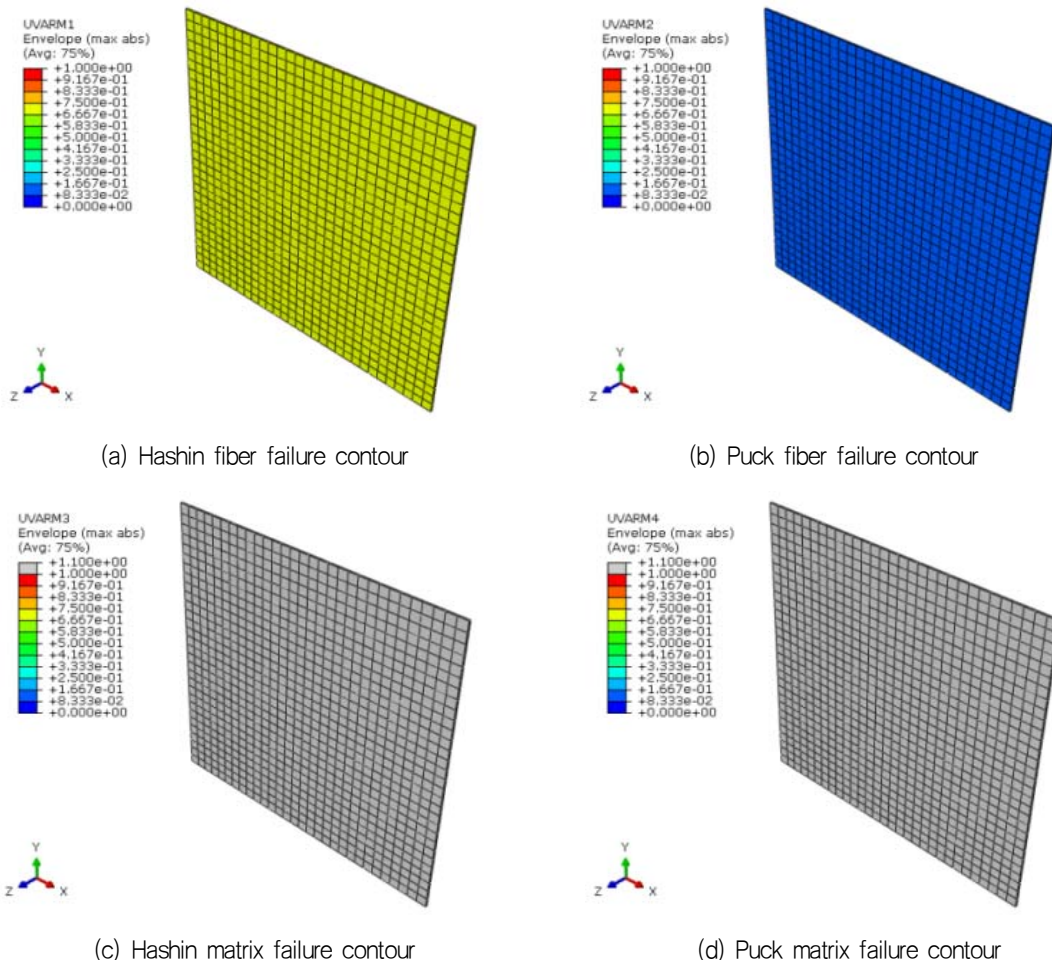 UVARM1
Envelope (max abs)
(Avg: 75%)
+1.000e+00
+9.167e-01
+8.333e-01
+7.500e-01
+6.667e-01
+5.833e-01
+5.000e-01
+4.167e-01
+3.333e-01
+2.500e-01
+1.667e-01
+8.333e-02
+0.000e+00
Y
Z
X
(a) Hashin fiber failure contour
UVARM2
Envelope (max abs)
(Avg: 75%)
+1.000e+00
+9.167e-01
+8.333e-01
+7.500e-01
+6.667e-01
+5.833e-01
+5.000e-01
+4.167e-01
+3.333e-01
+2.500e-01
+1.667e-01
+8.333e-02
+0.000e+00
Y
Z
X
(b) Puck fiber failure contour
UVARM3
Envelope (max abs)
(Avg: 75%)
+1.100e+00
+1.000e+00
+9.167e-01
+8.333e-01
+7.500e-01
+6.667e-01
+5.833e-01
+5.000e-01
+4.167e-01
+3.333e-01
+2.500e-01
+1.667e-01
+8.333e-02
+0.000e+00
Y
Z
X
(c) Hashin matrix failure contour
UVARM4
Envelope (max abs)
(Avg: 75%)
+1.100e+00
+1.000e+00
+9.167e-01
+8.333e-01
+7.500e-01
+6.667e-01
+5.833e-01
+5.000e-01
+4.167e-01
+3.333e-01
+2.500e-01
+1.667e-01
+8.333e-02
+0.000e+00
Y
Z
X
(d) Puck matrix failure contour